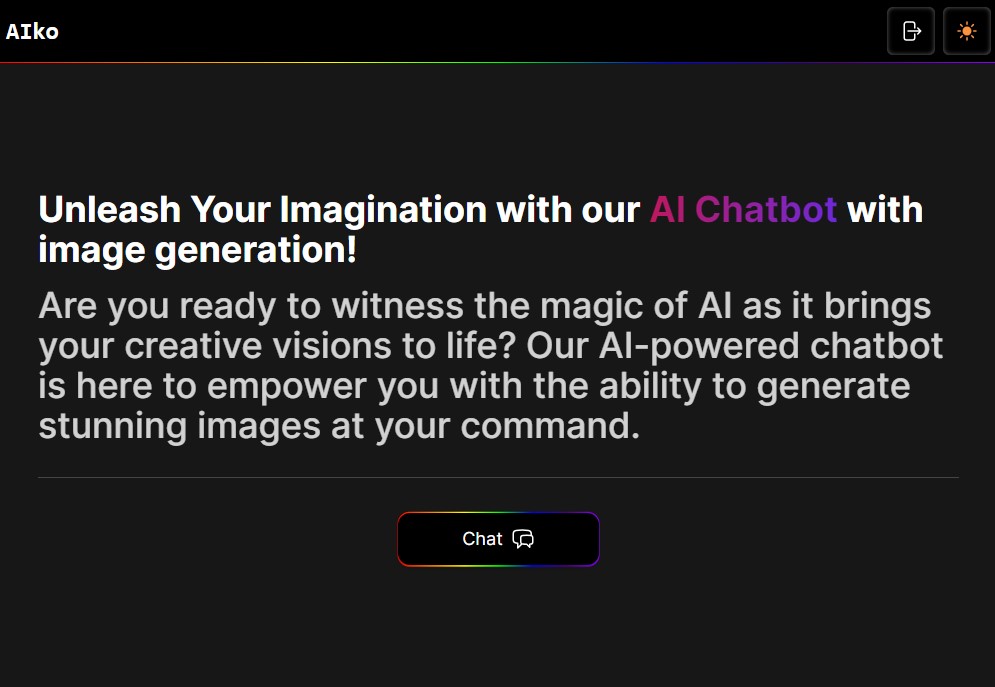 AIko
Unleash Your Imagination with our AI Chatbot with
image generation!
Are you ready to witness the magic of AI as it brings
your creative visions to life? Our AI-powered chatbot
is here to empower you with the ability to generate
stunning images at your command.
Chat